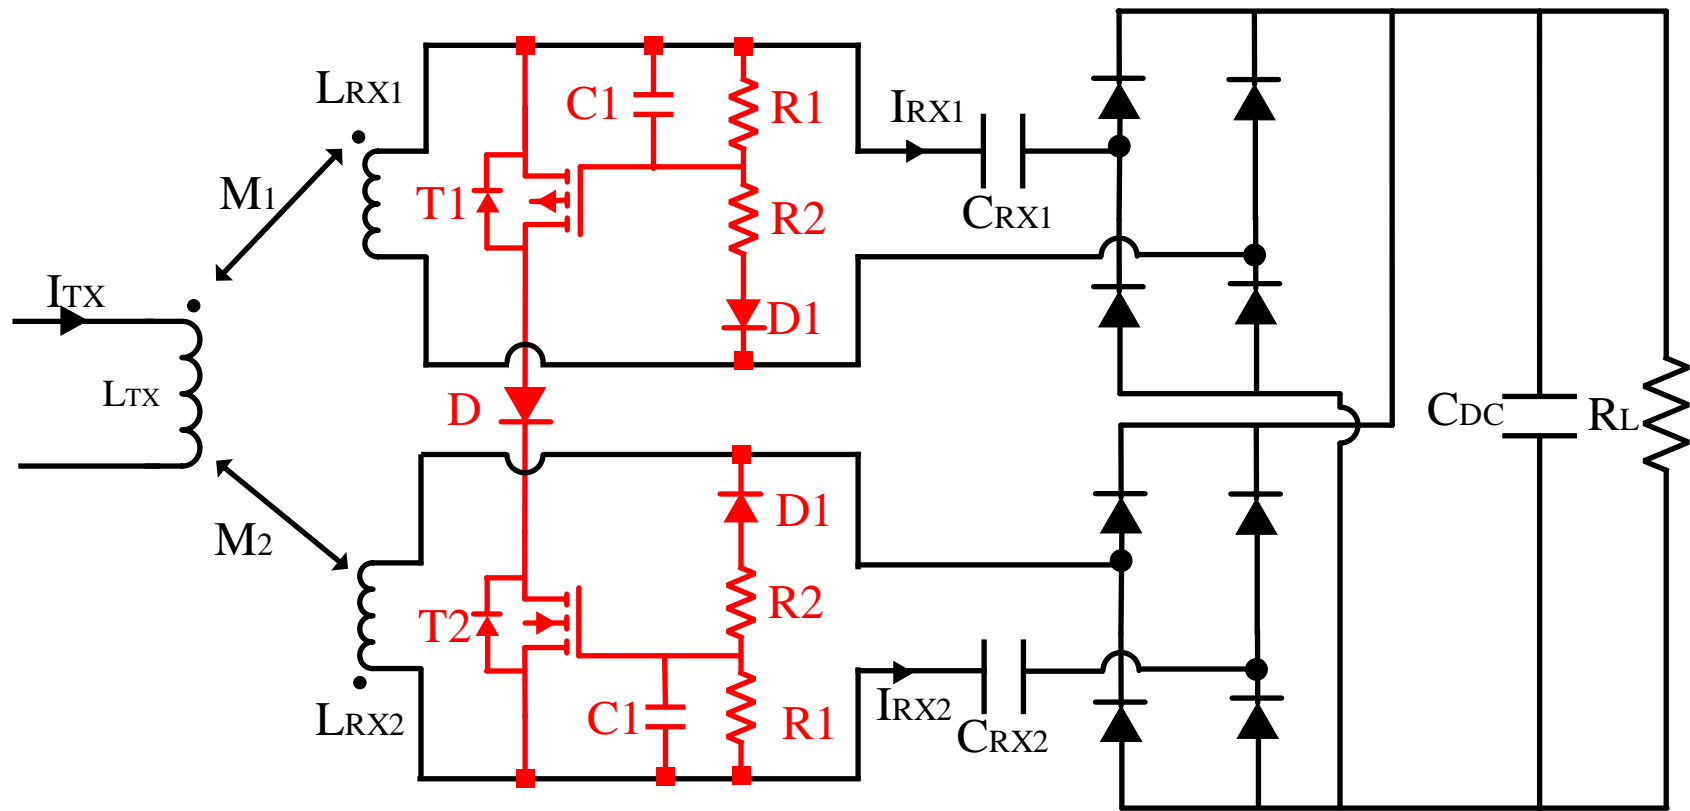 LRX1
C1
R1
IRX1
M1
T1
R2
CRX1
ITX
D1
LTX
D
CDC
RL
M2
D1
T2
R2
LRX2
C1
R1
IRX2
CRX2